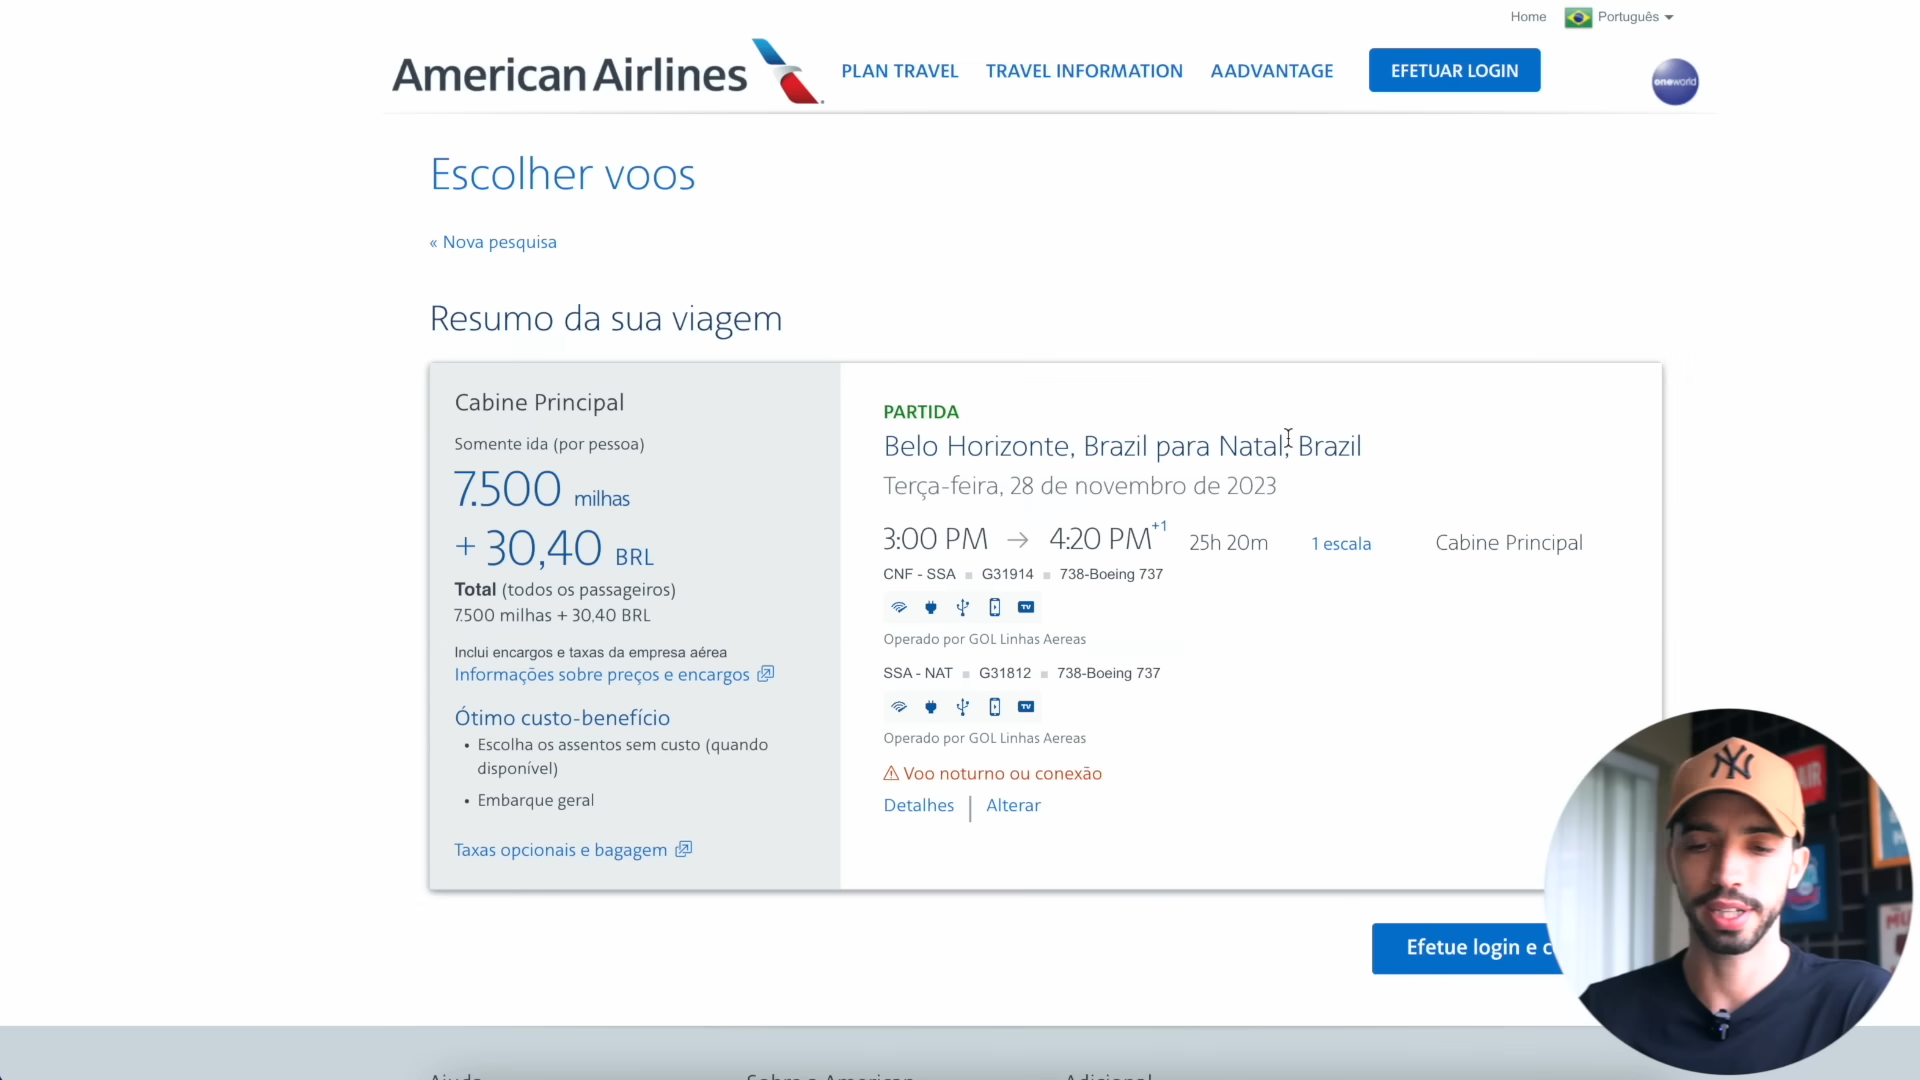 Home
Português
American Airlines
PLAN TRAVEL
TRAVEL INFORMATION
AADVANTAGE
EFETUAR LOGIN
oneworld
Escolher voos
« Nova pesquisa
Resumo da sua viagem
Cabine Principal
Somente ida (por pessoa)
7.500 milhas
+ 30,40 BRL
Total (todos os passageiros)
7.500 milhas + 30,40 BRL
Inclui encargos e taxas da empresa aérea
Informações sobre preços e encargos
Ótimo custo-benefício
• Escolha os assentos sem custo (quando
disponível)
• Embarque geral
Taxas opcionais e bagagem
PARTIDA
Belo Horizonte, Brazil para Natal, Brazil
Terça-feira, 28 de novembro de 2023
3:00 PM → 4:20 PM+1 25h 20m 1 escala Cabine Principal
CNF - SSA G31914 738-Boeing 737
TV
Operado por GOL Linhas Aereas
SSA - NAT G31812 738-Boeing 737
TV
Operado por GOL Linhas Aereas
Voo noturno ou conexão
Detalhes | Alterar
Efetue login e c
NY